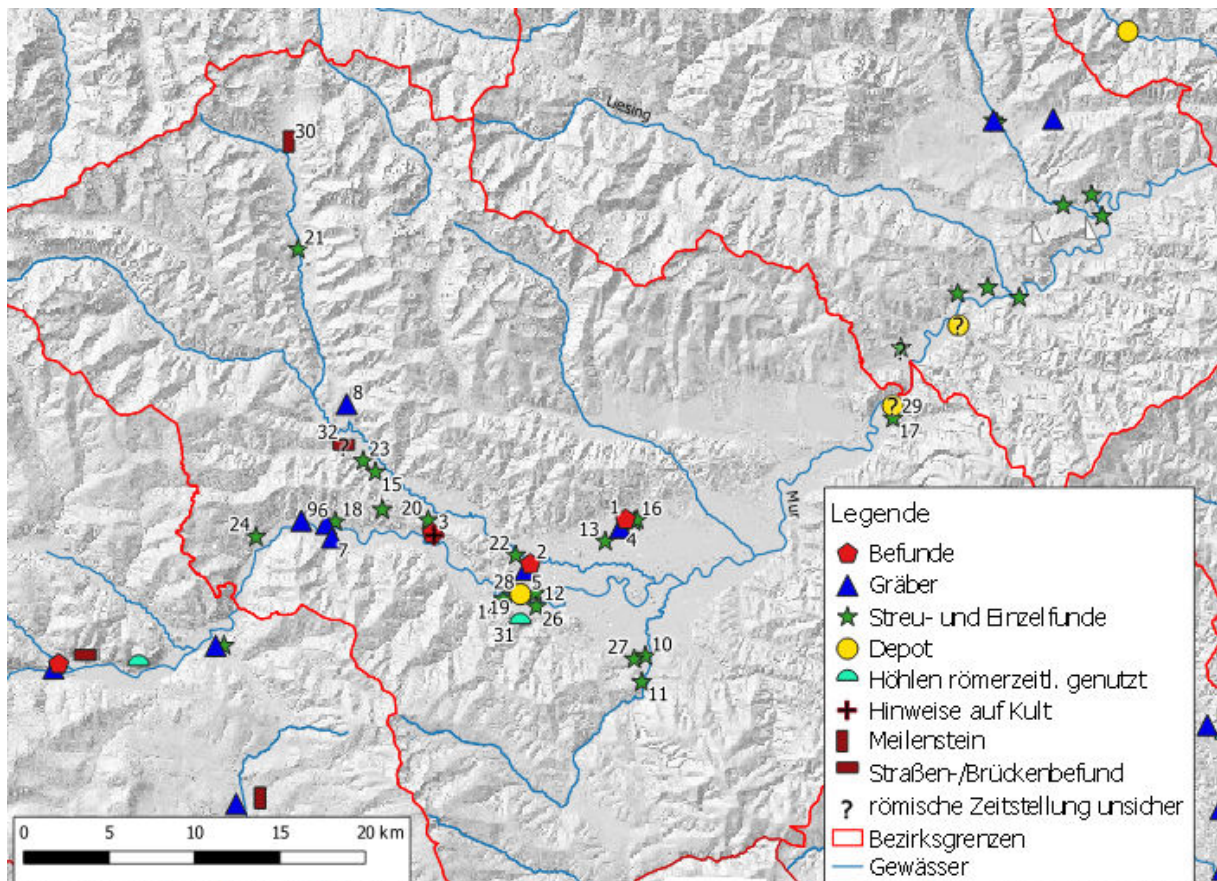 Liesing
30
21
8
32
?
23
15
20
3
96
18
24
7
1
16
13
4
22
2
28
5
12
19
1
26
31
27
10
11
?
?
?
29
17
Mur
Legende
Befunde
Gräber
Streu- und Einzelfunde
Depot
Höhlen römerzeitl. genutzt
Hinweise auf Kult
Meilenstein
Straßen-/Brückenbefund
? römische Zeitstellung unsicher
Bezirksgrenzen
Gewässer
0 5 10 15 20 km